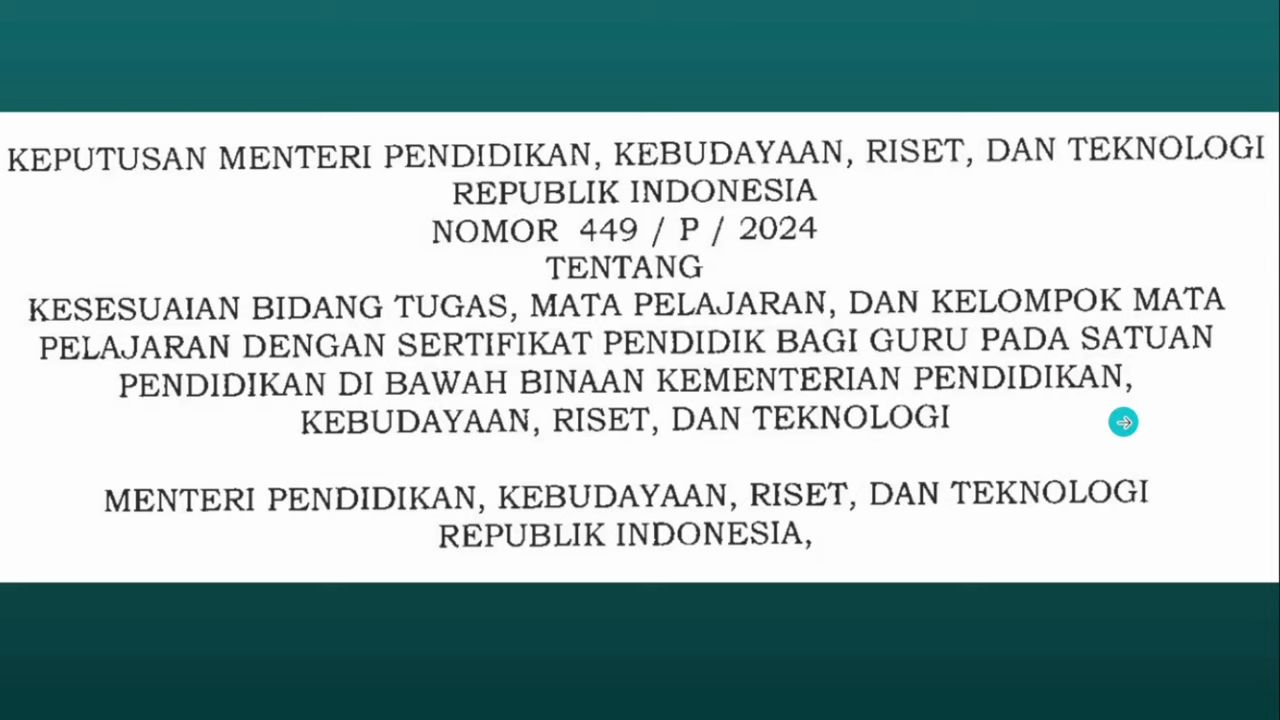 KEPUTUSAN MENTERI PENDIDIKAN, KEBUDAYAAN, RISET, DAN TEKNOLOGI
REPUBLIK INDONESIA
NOMOR 449 / P / 2024
TENTANG
KESESUAIAN BIDANG TUGAS, MATA PELAJARAN, DAN KELOMPOK MATA
PELAJARAN DENGAN SERTIFIKAT PENDIDIK BAGI GURU PADA SATUAN
PENDIDIKAN DI BAWAH BINAAN KEMENTERIAN PENDIDIKAN,
KEBUDAYAAN, RISET, DAN TEKNOLOGI
MENTERI PENDIDIKAN, KEBUDAYAAN, RISET, DAN TEKNOLOGI
REPUBLIK INDONESIA,